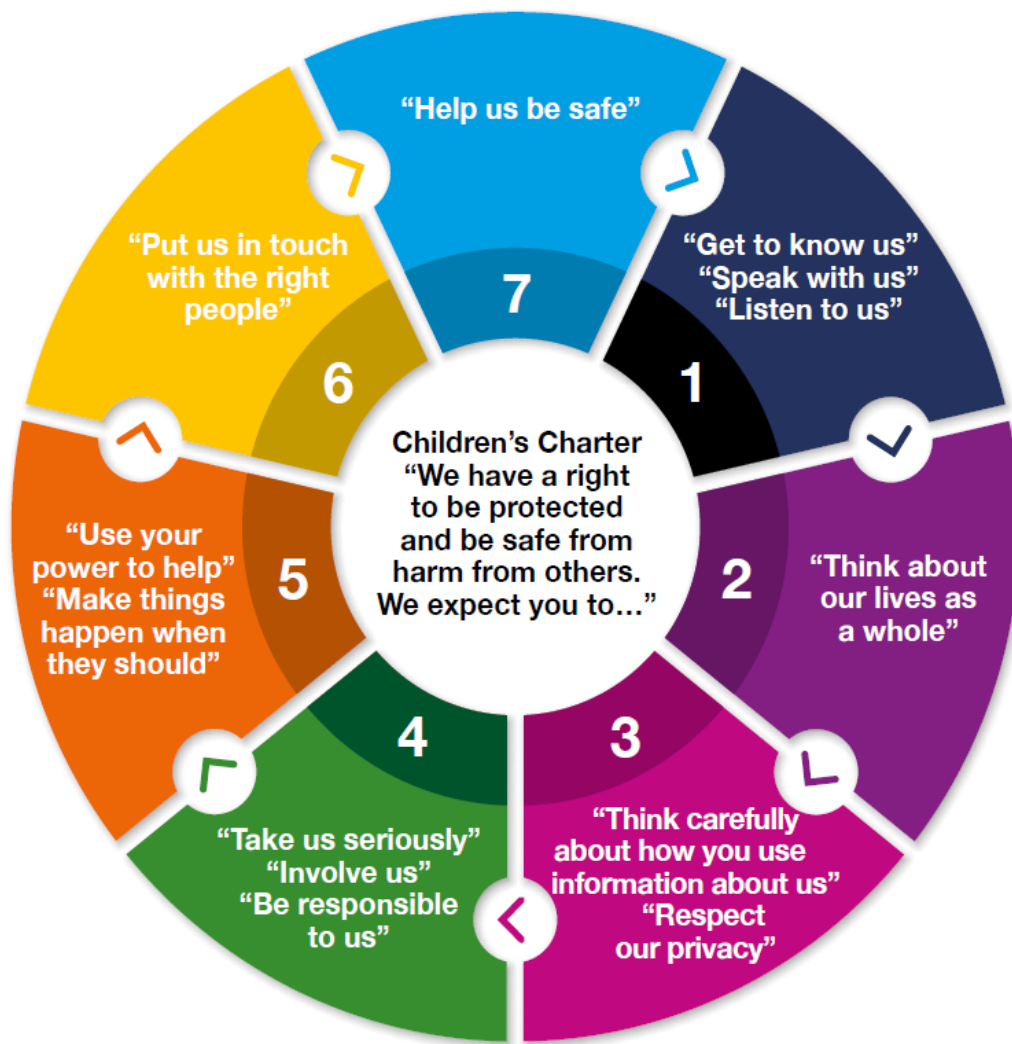 Children’s Charter
“We have a right
to be protected
and be safe from
harm from others.
We expect you to...”
1
“Get to know us”
“Speak with us”
“Listen to us”
2
“Think about
our lives as
a whole”
3
“Think carefully
about how you use
information about us”
“Respect
our privacy”
4
“Take us seriously”
“Involve us”
“Be responsible
to us”
5
“Use your
power to help”
“Make things
happen when
they should”
6
“Put us in touch
with the right
people”
7
“Help us be safe”